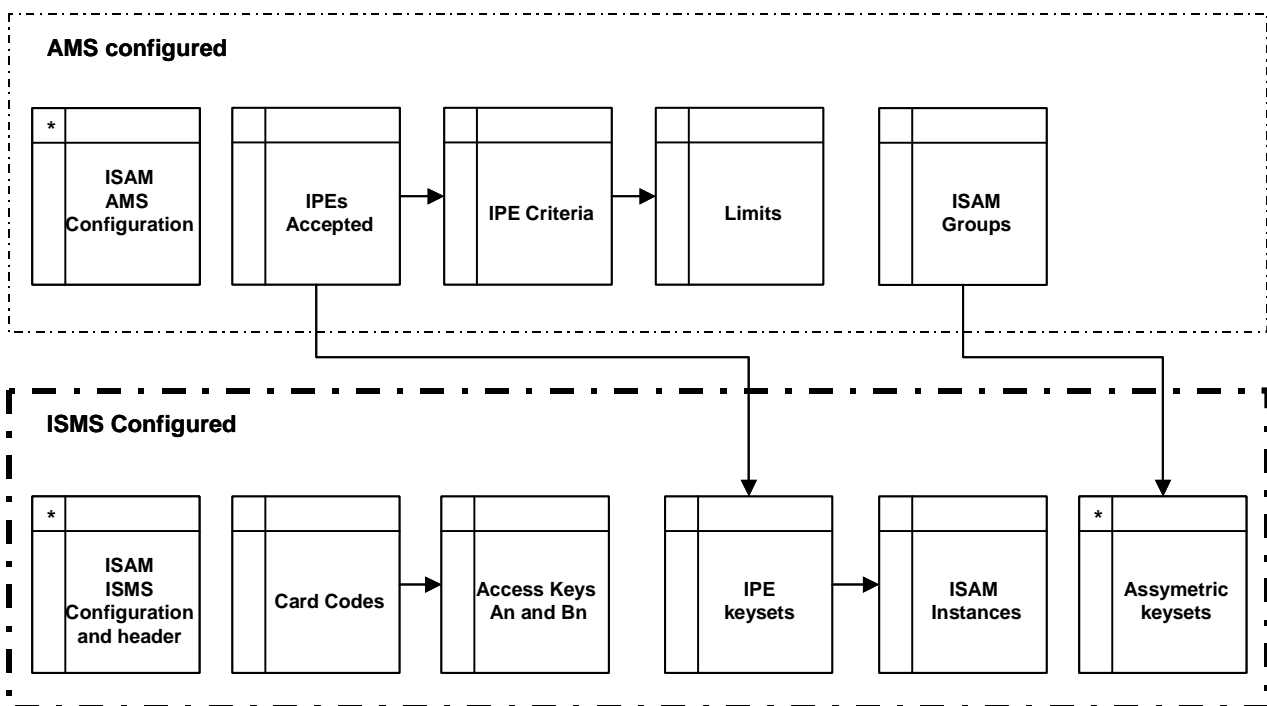 AMS configured
*
ISAM
AMS
Configuration
IPEs
Accepted
IPE Criteria
Limits
ISAM
Groups
ISMS Configured
*
ISAM
ISMS
Configuration
and header
Card Codes
Access Keys
An and Bn
IPE
keysets
ISAM
Instances
*
Assymetric
keysets